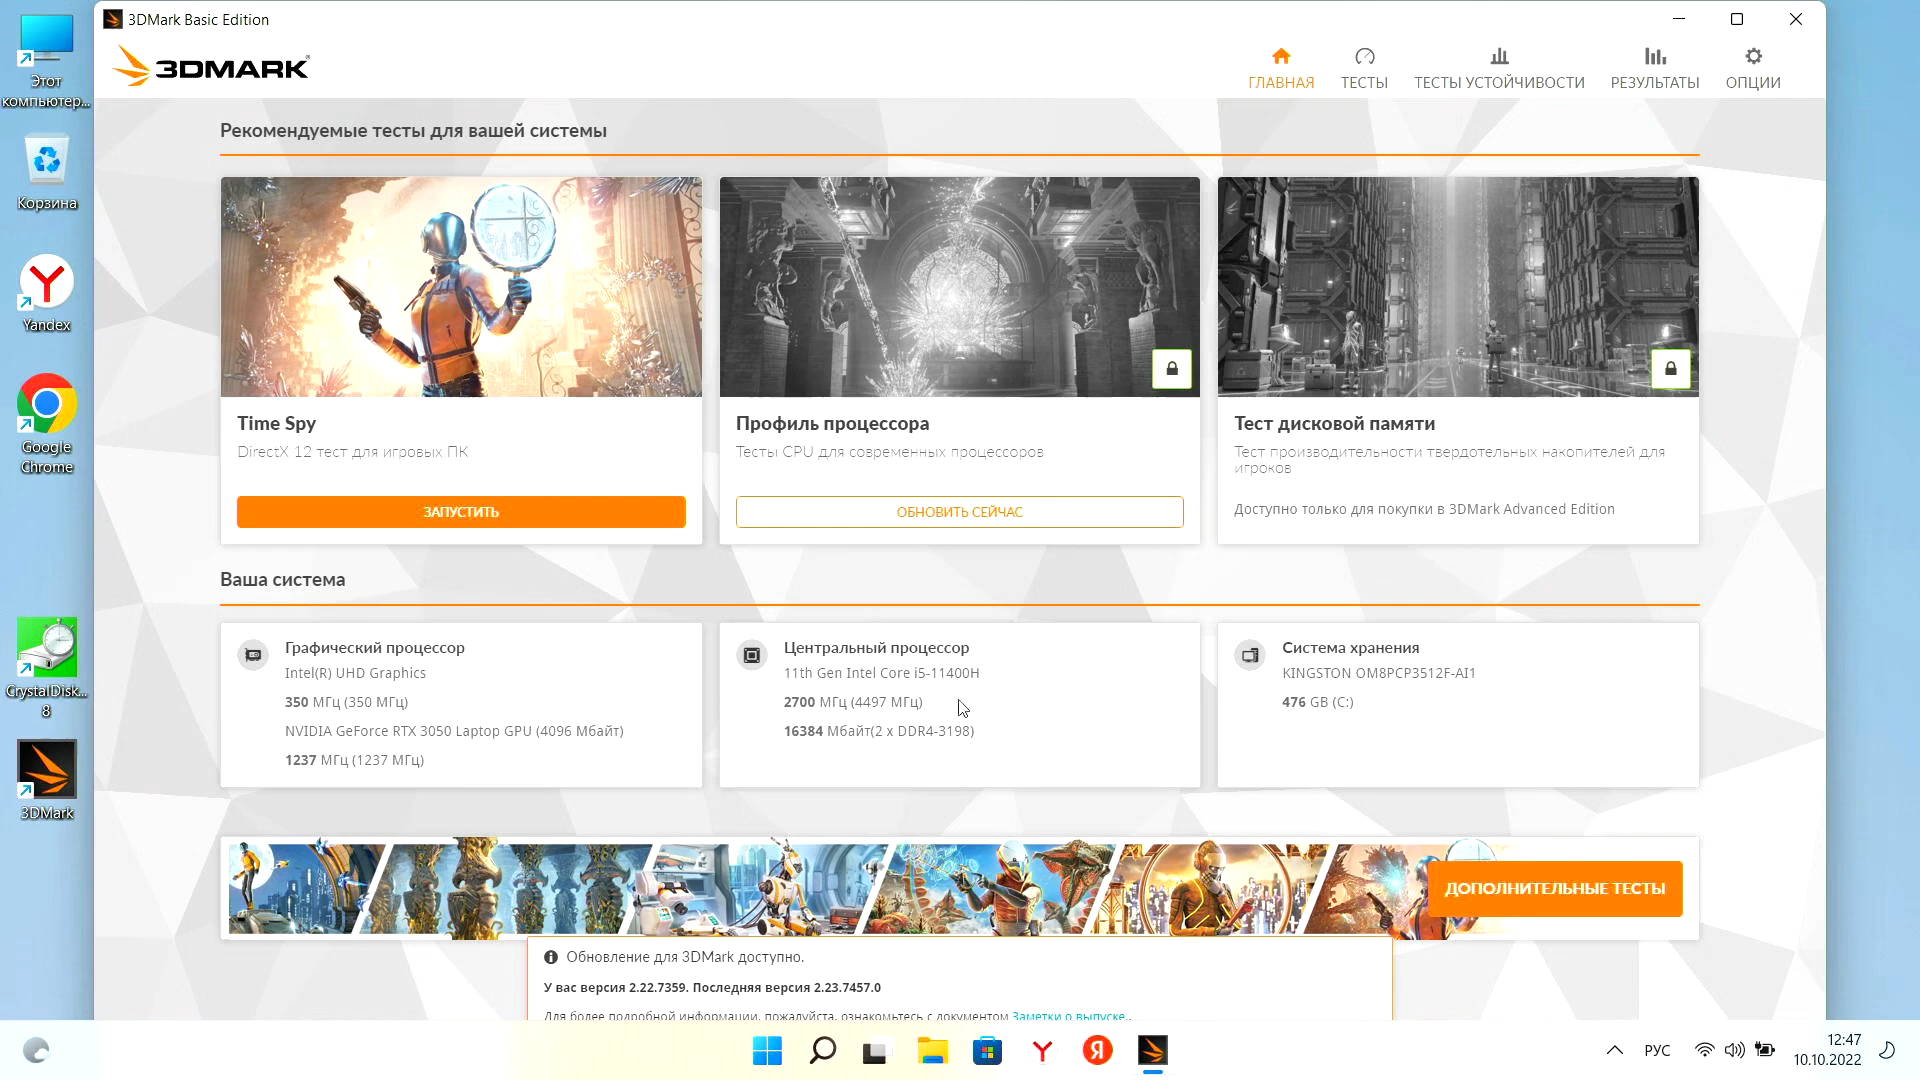 3DMark Basic Edition
3DMARK
ГЛАВНАЯ
ТЕСТЫ
ТЕСТЫ УСТОЙЧИВОСТИ
РЕЗУЛЬТАТЫ
ОПЦИИ
Этот
компьютер...
Корзина
Yandex
Google
Chrome
CrystalDisk...
8
3DMark
Рекомендуемые тесты для вашей системы
Time Spy
DirectX 12 тест для игровых ПК
ЗАПУСТИТЬ
Профиль процессора
Тесты CPU для современных процессоров
ОБНОВИТЬ СЕЙЧАС
Тест дисковой памяти
Тест производительности твердотельных накопителей для
игроков
Доступно только для покупки в 3DMark Advanced Edition
Ваша система
Графический процессор
Intel(R) UHD Graphics
350 МГц (350 МГц)
NVIDIA GeForce RTX 3050 Laptop GPU (4096 Мбайт)
1237 МГц (1237 МГц)
Центральный процессор
11th Gen Intel Core i5-11400H
2700 МГц (4497 МГц)
16384 Мбайт(2 x DDR4-3198)
Система хранения
KINGSTON OM8PCP3512F-AI1
476 GB (C:)
ДОПОЛНИТЕЛЬНЫЕ ТЕСТЫ
Обновление для 3DMark доступно.
У вас версия 2.22.7359. Последняя версия 2.23.7457.0
Для более подробной информации, пожалуйста, ознакомьтесь с документом Заметки о выпуске..
РУС
12:47
10.10.2022